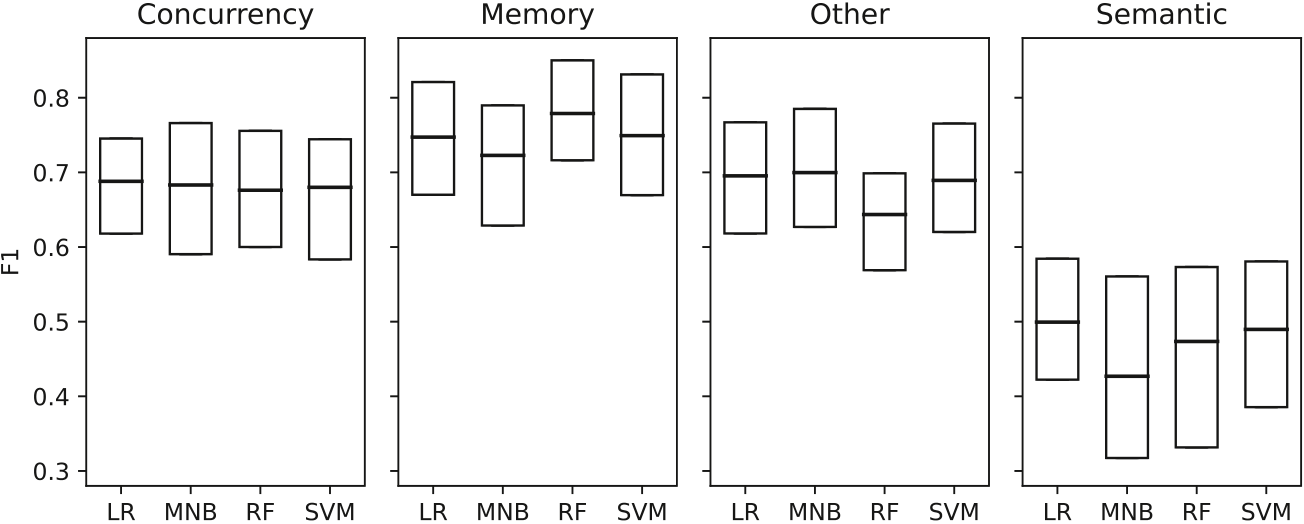 Concurrency
Memory
Other
Semantic
F1
0.8
0.7
0.6
0.5
0.4
0.3
LR MNB RF SVM
LR MNB RF SVM
LR MNB RF SVM
LR MNB RF SVM